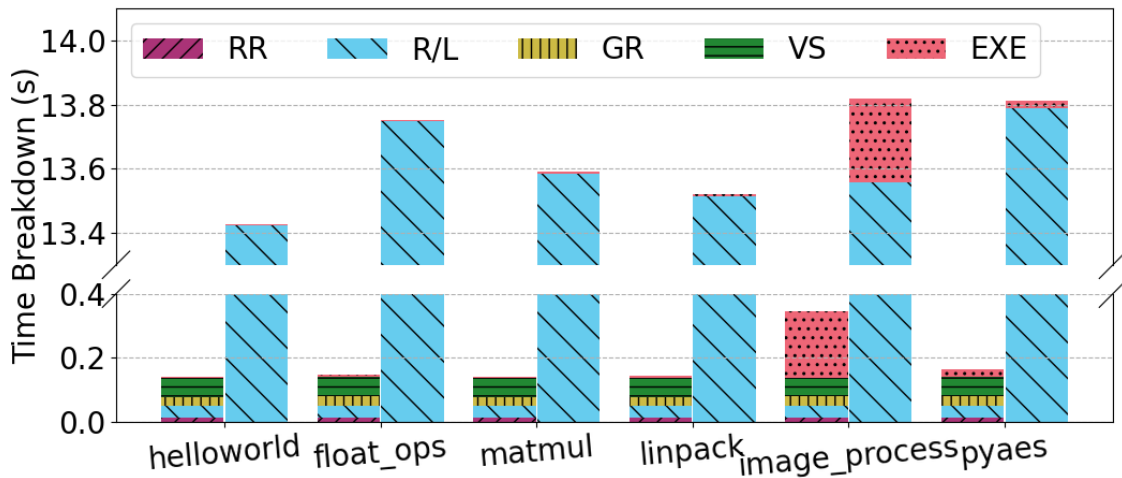 Time Breakdown (s)
14.0
13.8
13.6
13.4
0.4
0.2
0.0
RR R/L GR VS EXE
helloworld float_ops matmul linpack image_process pyaes